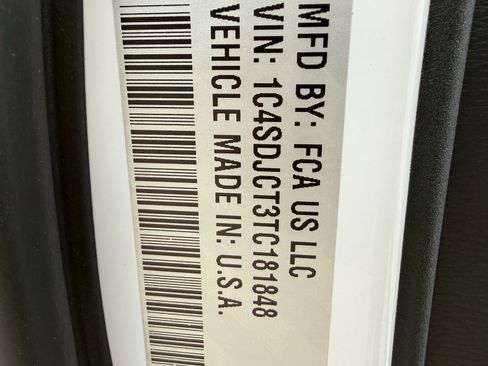 MFD BY: FCA US LLC
VIN: 1C4SDJCT3TC181848
VEHICLE MADE IN: U.S.A.